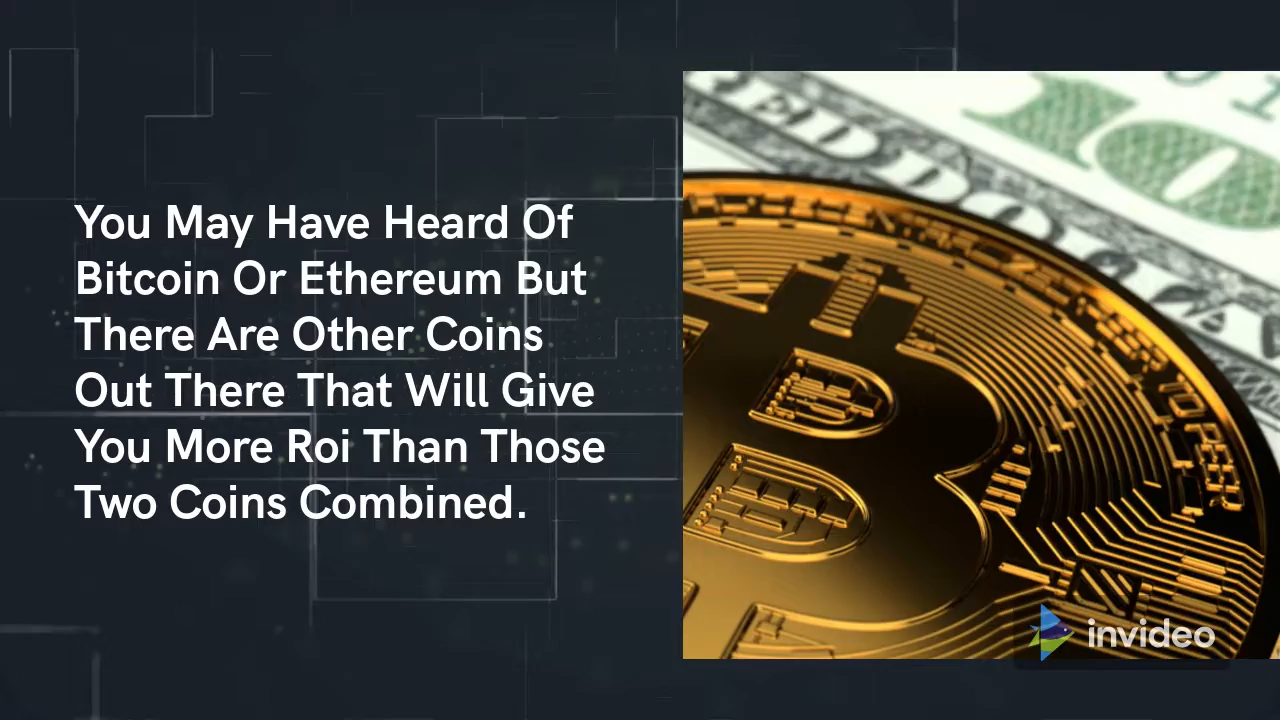 You May Have Heard Of
Bitcoin Or Ethereum But
There Are Other Coins
Out There That Will Give
You More Roi Than Those
Two Coins Combined.
10
invideo